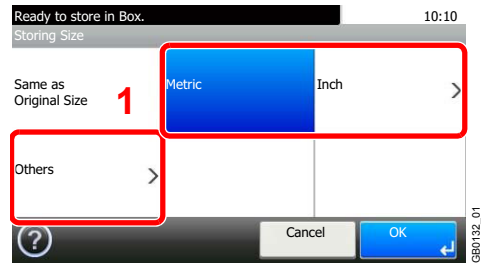 Ready to store in Box.
10:10
Storing Size
Same as
Original Size
1
Metric
Inch
>
Others
>
?
Cancel
OK
GB0132_01